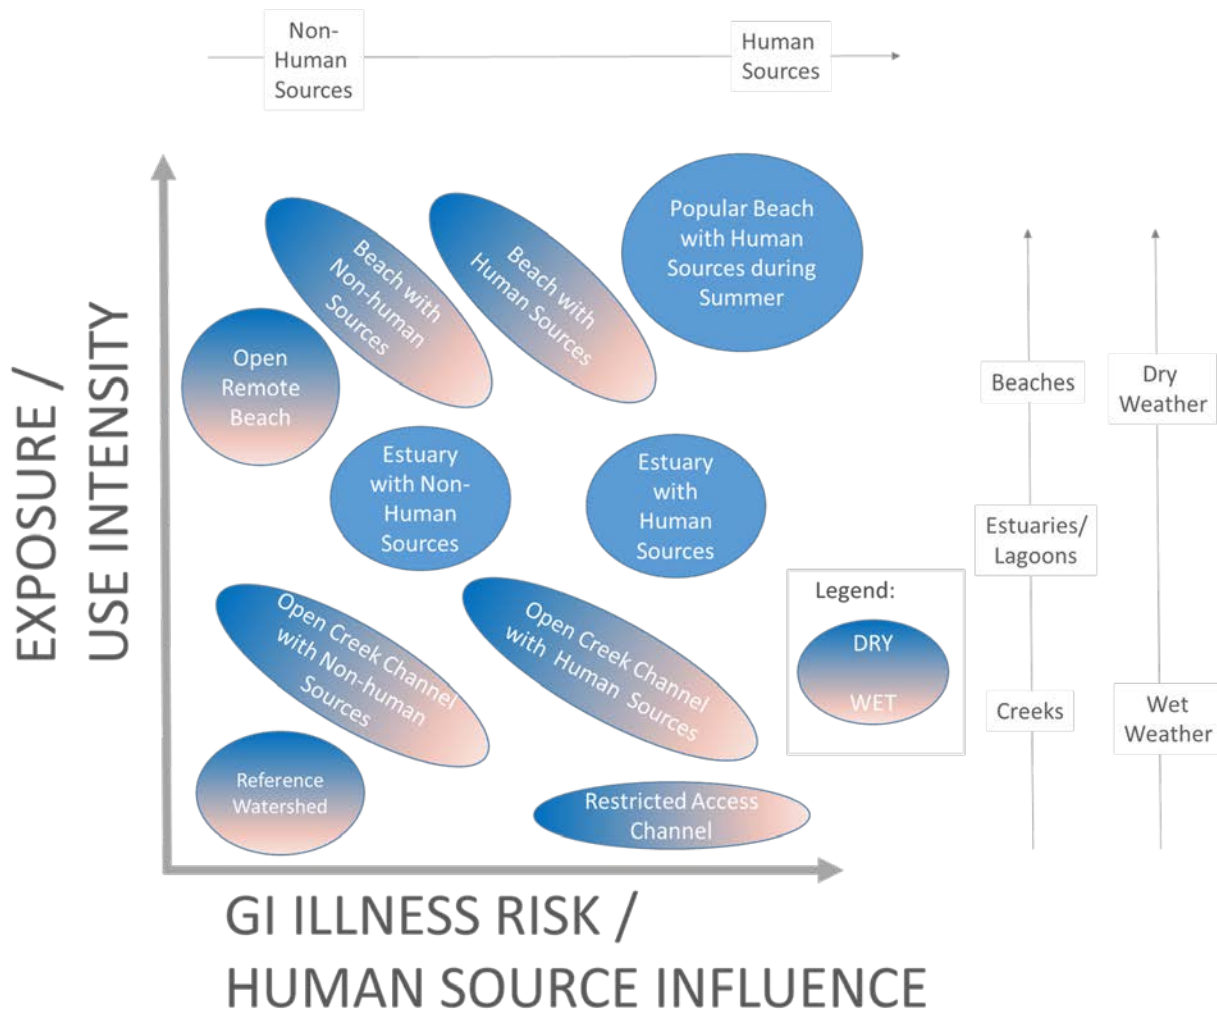 Non-
Human
Sources
Human
Sources
EXPOSURE /
USE INTENSITY
Beach with
Non-human
Sources
Beach with
Human Sources
Popular Beach
with Human
Sources during
Summer
Open
Remote
Beach
Estuary
with Non-
Human
Sources
Estuary
with
Human
Sources
Open Creek Channel
with Non-human
Sources
Open Creek Channel
with Human Sources
Reference
Watershed
Restricted Access
Channel
Legend:
DRY
WET
Beaches
Estuaries/
Lagoons
Creeks
Dry
Weather
Wet
Weather
GI ILLNESS RISK /
HUMAN SOURCE INFLUENCE